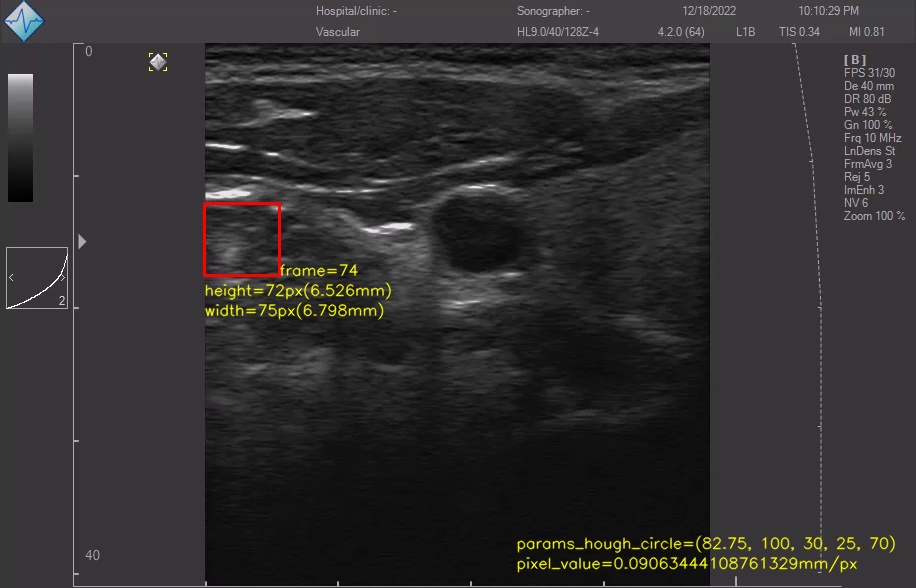 Hospital/clinic: - Sonographer: - 12/18/2022 10:10:29 PM
Vascular HL9.0/40/128Z-4 4.2.0 (64) L1B TIS 0.34 MI 0.81
0
[ B ]
FPS 31/30
De 40 mm
DR 80 dB
Pw 43 %
Gn 100 %
Frq 10 MHz
LnDens St
FrmAvg 3
Rej 5
ImEnh 3
NV 6
Zoom 100 %
2
frame=74
height=72px(6.526mm)
width=75px(6.798mm)
40
params_hough_circle=(82.75, 100, 30, 25, 70)
pixel_value=0.09063444108761329mm/px